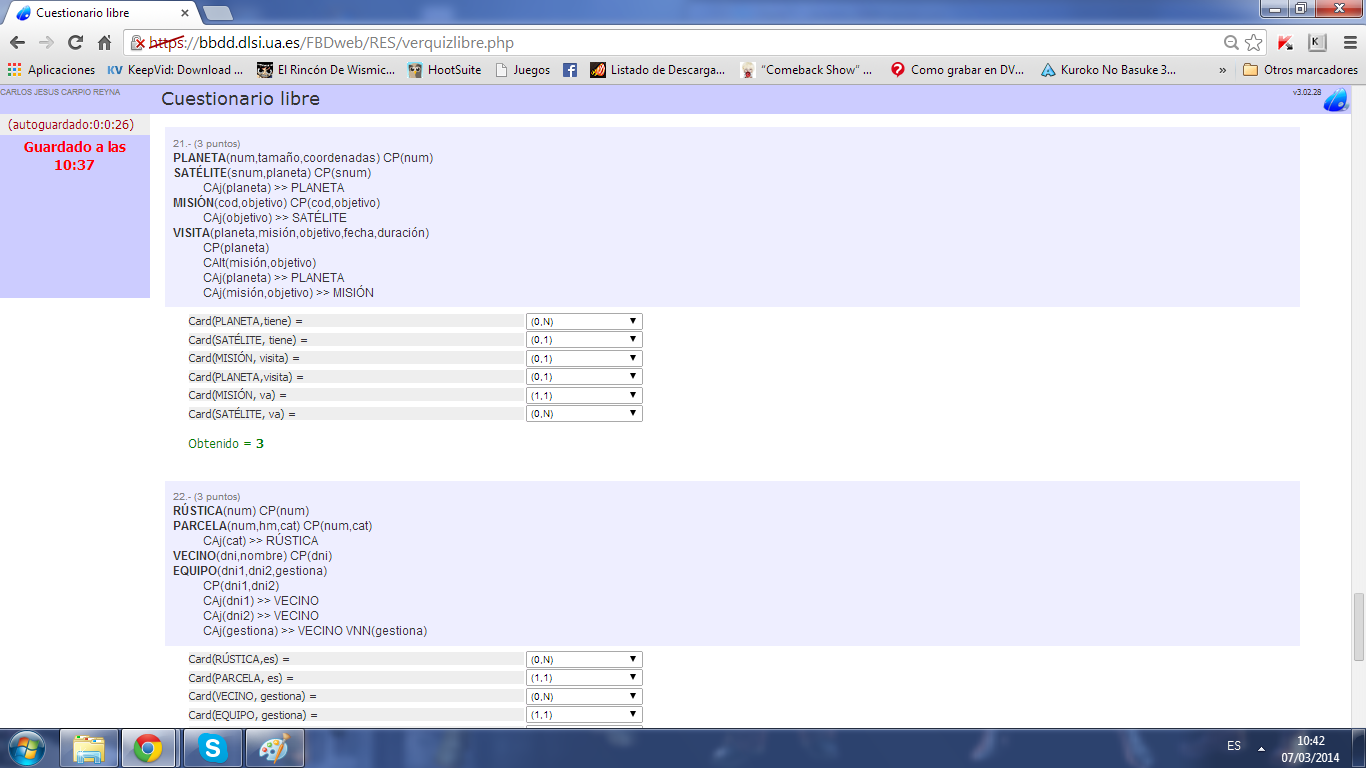 Cuestionario libre
https://bbdd.dlsi.ua.es/FBDweb/RES/verquizlibre.php
Aplicaciones KeepVid: Download ... El Rincón De Wismic... HootSuite Juegos Listado de Descarga... "Comeback Show" ... Como grabar en DV... Kuroko No Basuke 3... » Otros marcadores
CARLOS JESUS CARPIO REYNA
Cuestionario libre
v3.02.28
(autoguardado:0:0:26)
Guardado a las
10:37
21.- (3 puntos)
PLANETA(num,tamaño,coordenadas) CP(num)
SATÉLITE(snum,planeta) CP(snum)
CAj(planeta) >> PLANETA
MISIÓN(cod,objetivo) CP(cod,objetivo)
CAj(objetivo) >> SATÉLITE
VISITA(planeta,misión,objetivo,fecha,duración)
CP(planeta)
CAlt(misión,objetivo)
CAj(planeta) >> PLANETA
CAj(misión,objetivo) >> MISIÓN
Card(PLANETA,tiene) = (0,N)
Card(SATÉLITE, tiene) = (0,1)
Card(MISIÓN, visita) = (0,1)
Card(PLANETA,visita) = (0,1)
Card(MISIÓN, va) = (1,1)
Card(SATÉLITE, va) = (0,N)
Obtenido = 3
22.- (3 puntos)
RÚSTICA(num) CP(num)
PARCELA(num,hm,cat) CP(num,cat)
CAj(cat) >> RÚSTICA
VECINO(dni,nombre) CP(dni)
EQUIPO(dni1,dni2,gestiona)
CP(dni1,dni2)
CAj(dni1) >> VECINO
CAj(dni2) >> VECINO
CAj(gestiona) >> VECINO VNN(gestiona)
Card(RÚSTICA,es) = (0,N)
Card(PARCELA, es) = (1,1)
Card(VECINO, gestiona) = (0,N)
Card(EQUIPO, gestiona) = (1,1)
ES
10:42
07/03/2014